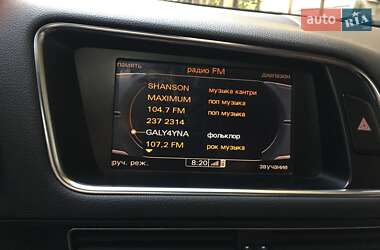 auto RIA
радио FM
память
диапазон
SHANSON музыка кантри
MAXIMUM поп музыка
104.7 FM поп музыка
237 2314
GALY4YNA фольклор
107,2 FM рок музыка
руч. реж.
8:20
звучание